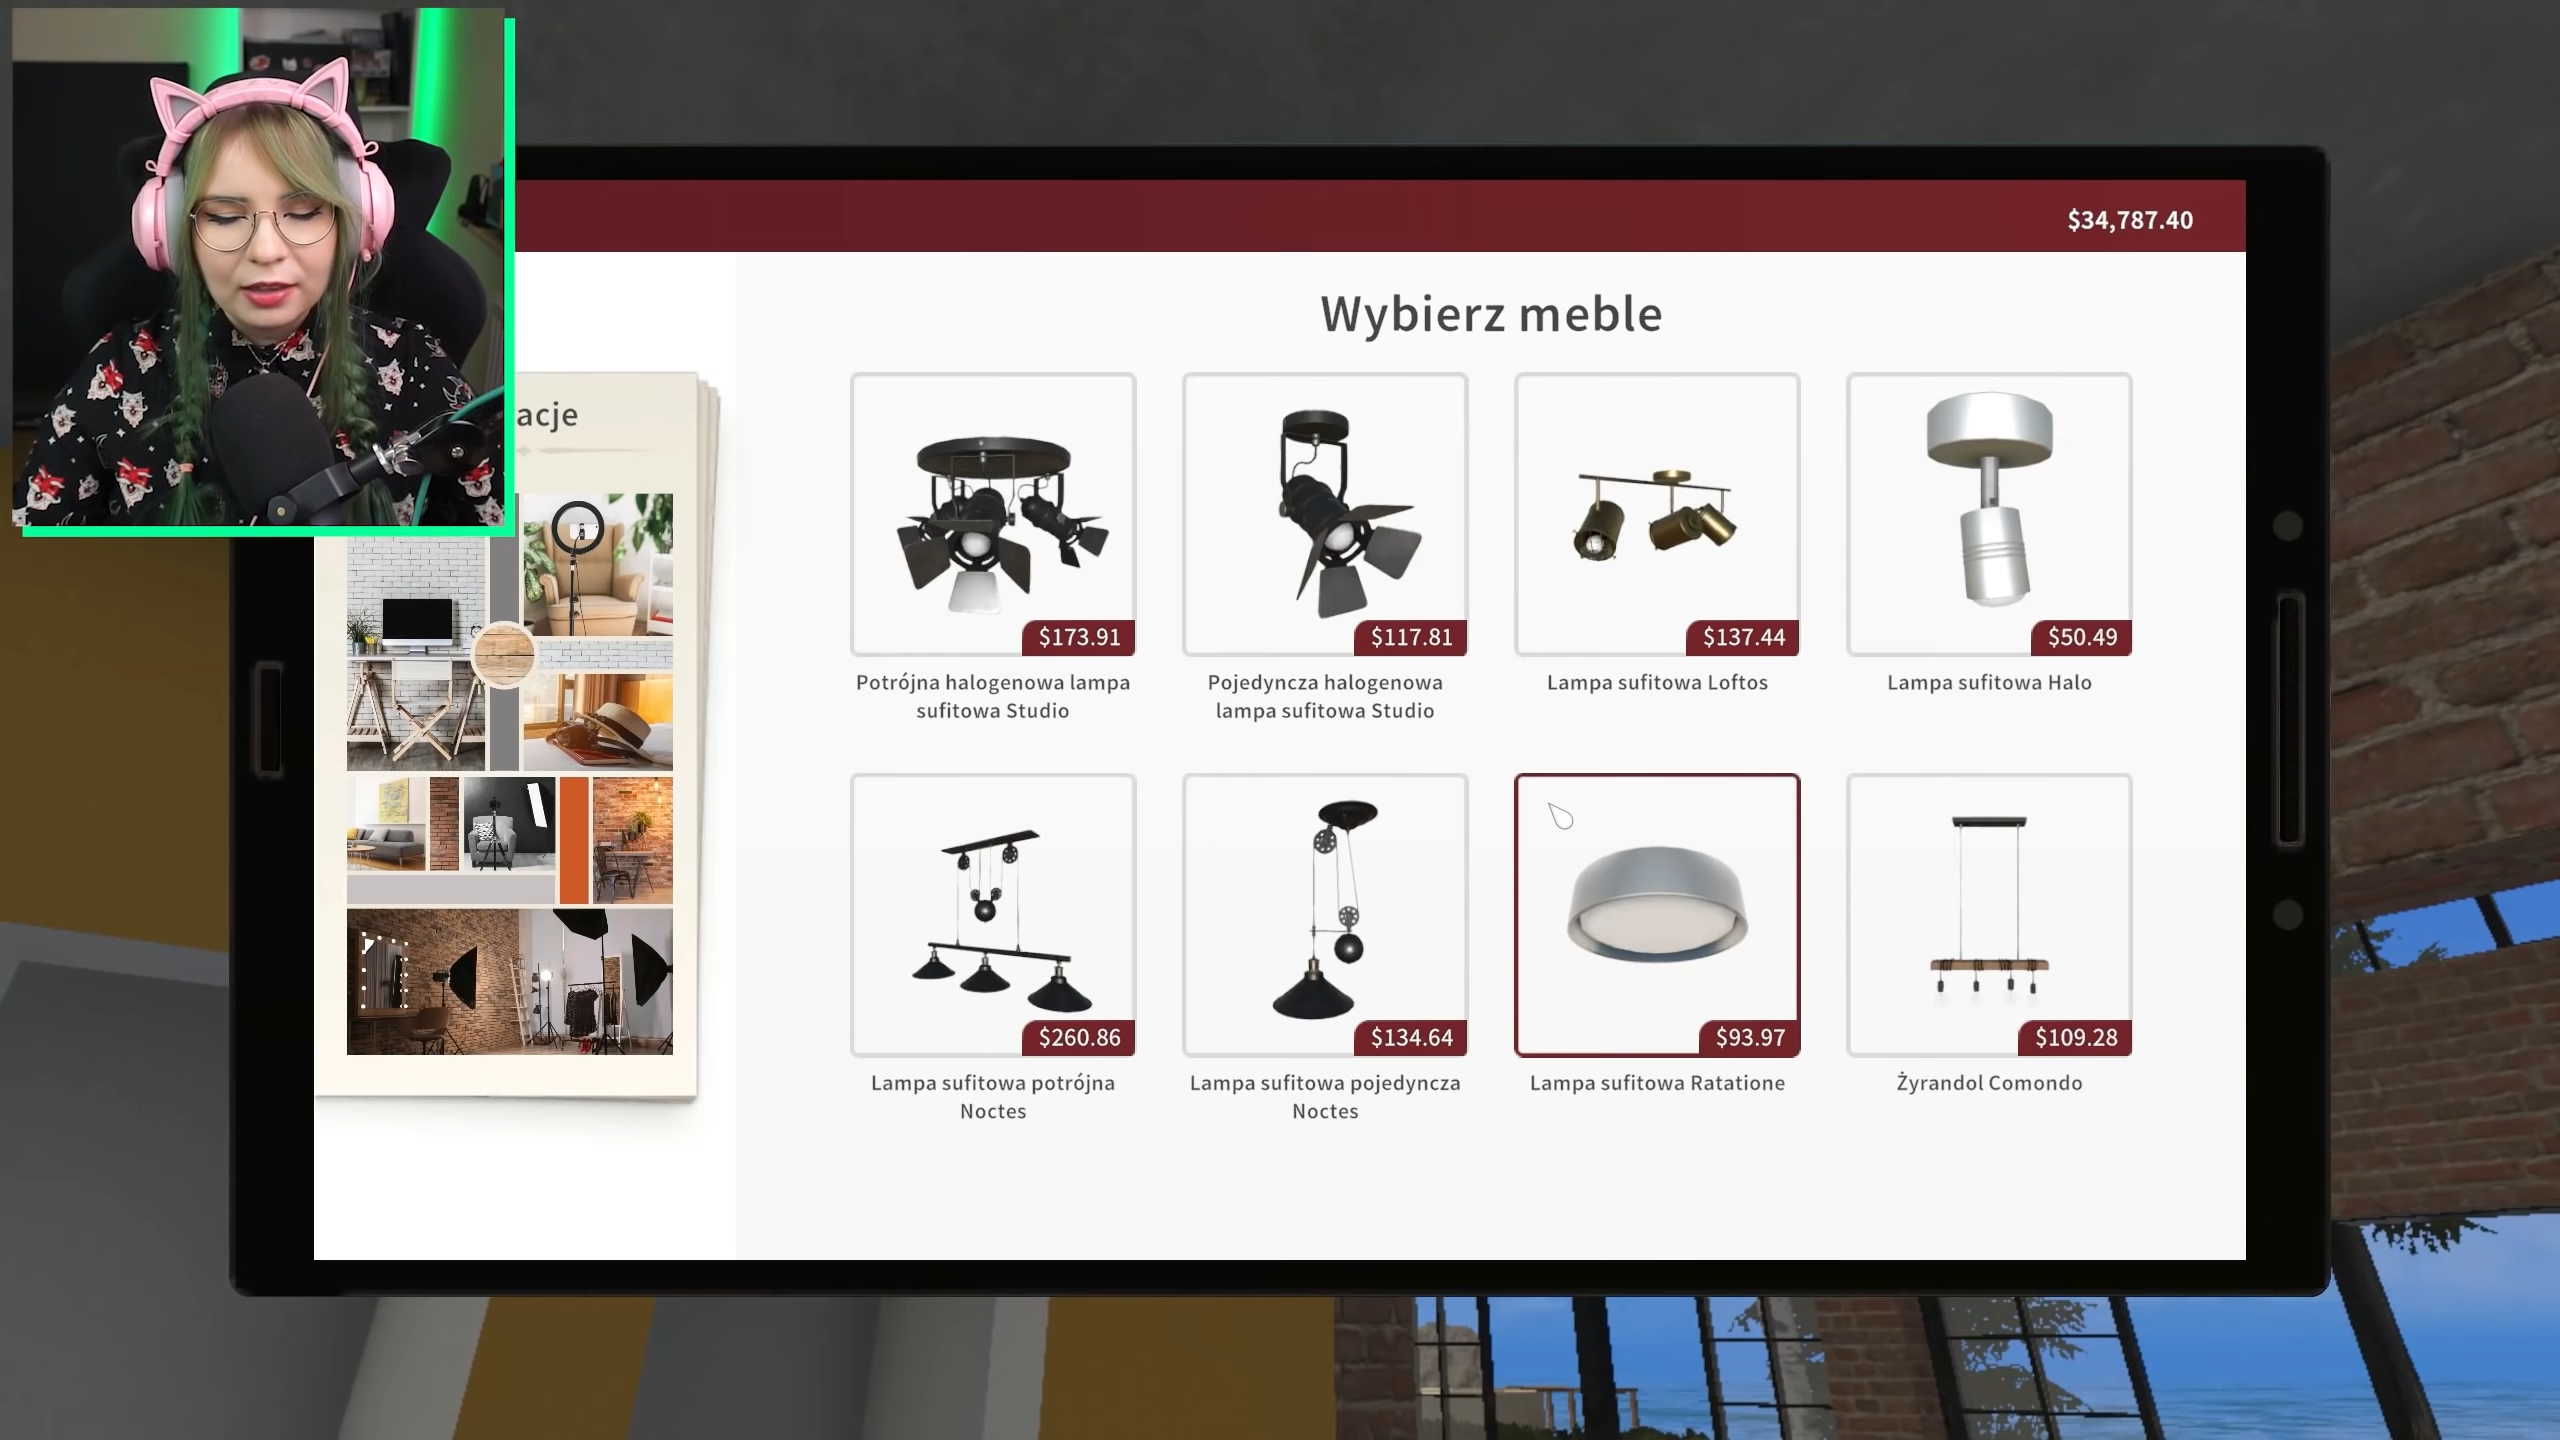 $34,787.40
Wybierz meble
acje
$173.91
$117.81
$137.44
$50.49
Potrójna halogenowa lampa
sufitowa Studio
Pojedyncza halogenowa
lampa sufitowa Studio
Lampa sufitowa Loftos
Lampa sufitowa Halo
$260.86
$134.64
$93.97
$109.28
Lampa sufitowa potrójna
Noctes
Lampa sufitowa pojedyncza
Noctes
Lampa sufitowa Ratatione
Żyrandol Comondo